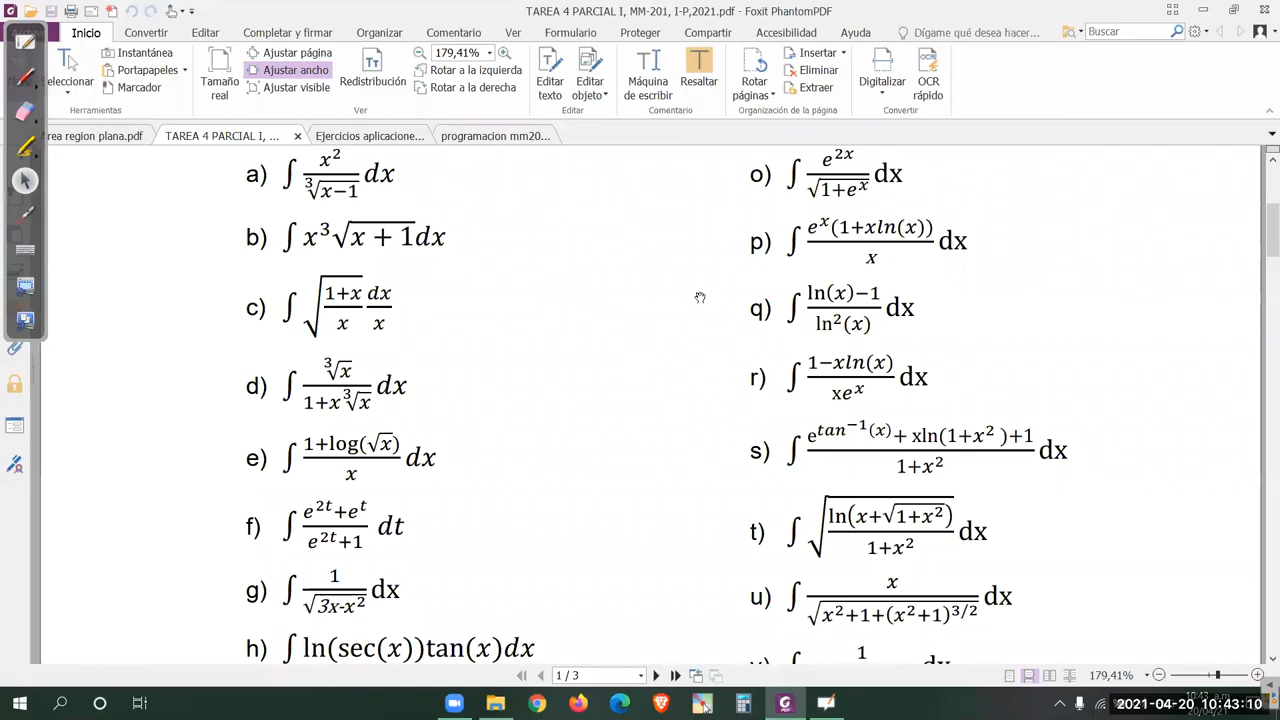 TAREA 4 PARCIAL I, MM-201, I-P,2021.pdf - Foxit PhantomPDF
Archivo Inicio Convertir Editar Completar y firmar Organizar Comentario Ver Formulario Proteger Compartir Accesibilidad Ayuda Dígame qué desea hacer... Buscar
Seleccionar
Instantánea
Portapapeles
Marcador
Herramientas
Tamaño real
Ajustar página
Ajustar ancho
Ajustar visible
Redistribución
179,41%
Rotar a la izquierda
Rotar a la derecha
Ver
Editar texto
Editar objeto
Editar
Máquina de escribir
Resaltar
Comentario
Rotar páginas
Insertar
Eliminar
Extraer
Organización de la página
Digitalizar
OCR rápido
Convertir
rea region plana.pdf TAREA 4 PARCIAL I, ... Ejercicios aplicacione... programacion mm20...
a) ∫ x²/∛(x−1) dx
b) ∫ x³√(x + 1)dx
c) ∫ √((1+x)/x) dx/x
d) ∫ ∛x/(1+x∛x) dx
e) ∫ (1+log(√x))/x dx
f) ∫ (e^(2t)+e^t)/(e^(2t)+1) dt
g) ∫ 1/√(3x-x²) dx
h) ∫ ln(sec(x))tan(x)dx
o) ∫ e^(2x)/√(1+e^x) dx
p) ∫ e^x(1+xln(x))/x dx
q) ∫ (ln(x)−1)/ln²(x) dx
r) ∫ (1−xln(x))/(xe^x) dx
s) ∫ (e^(tan⁻¹(x))+ xln(1+x² )+1)/(1+x²) dx
t) ∫ √(ln(x+√(1+x²))/(1+x²)) dx
u) ∫ x/√(x²+1+(x²+1)^(3/2)) dx
1 / 3
179,41%
2021-04-20 10:43:10